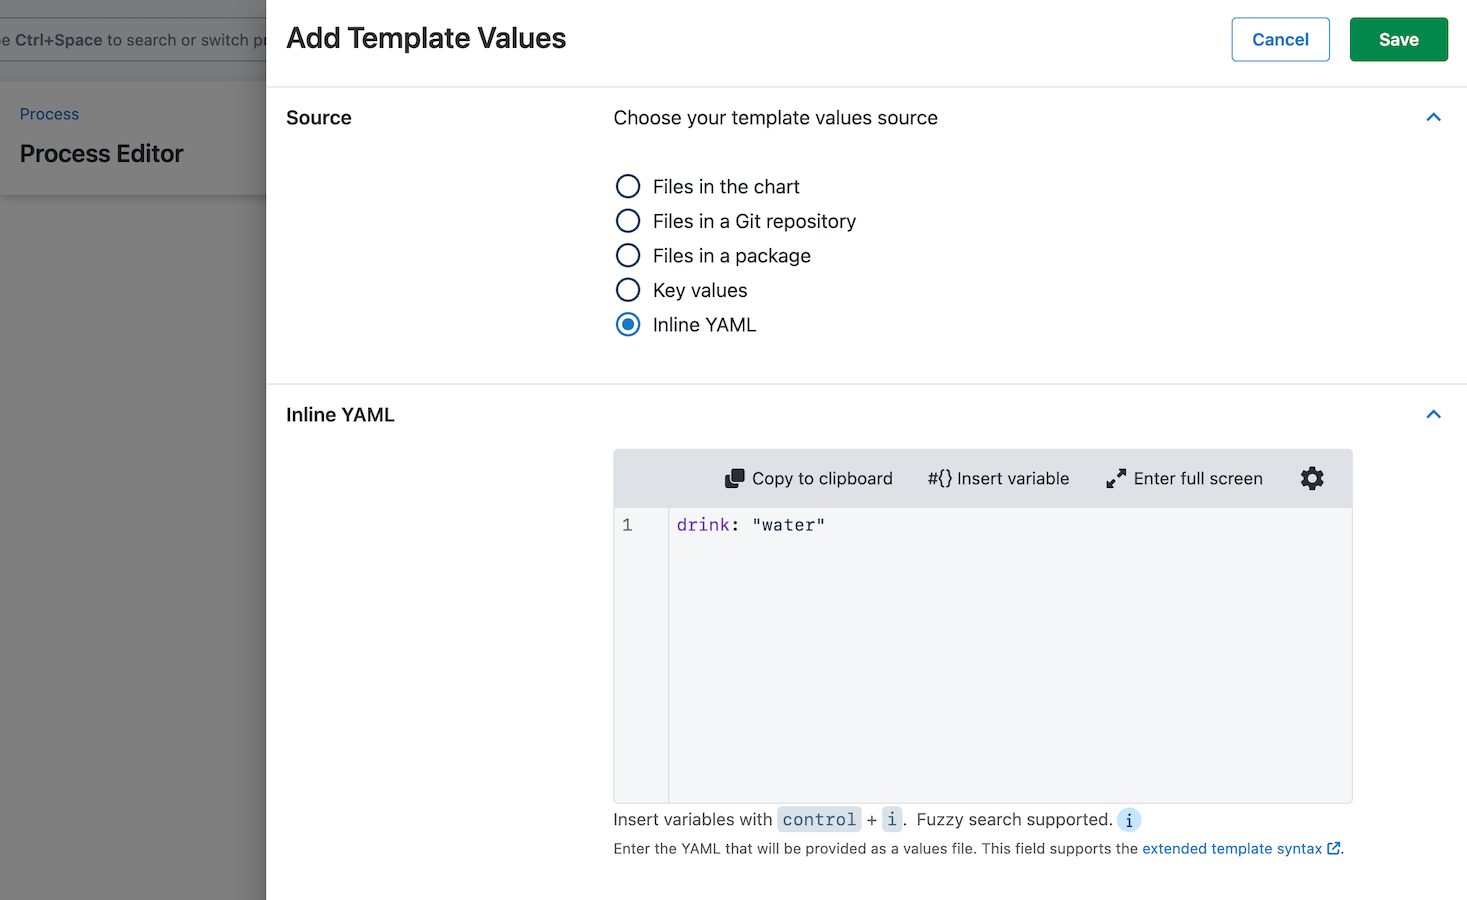 e Ctrl+Space to search or switch pr
Process
Process Editor
Add Template Values
Cancel
Save
Source
Choose your template values source
Files in the chart
Files in a Git repository
Files in a package
Key values
Inline YAML
Inline YAML
Copy to clipboard
#{} Insert variable
Enter full screen
1
drink: "water"
Insert variables with control + i. Fuzzy search supported. i
Enter the YAML that will be provided as a values file. This field supports the extended template syntax.